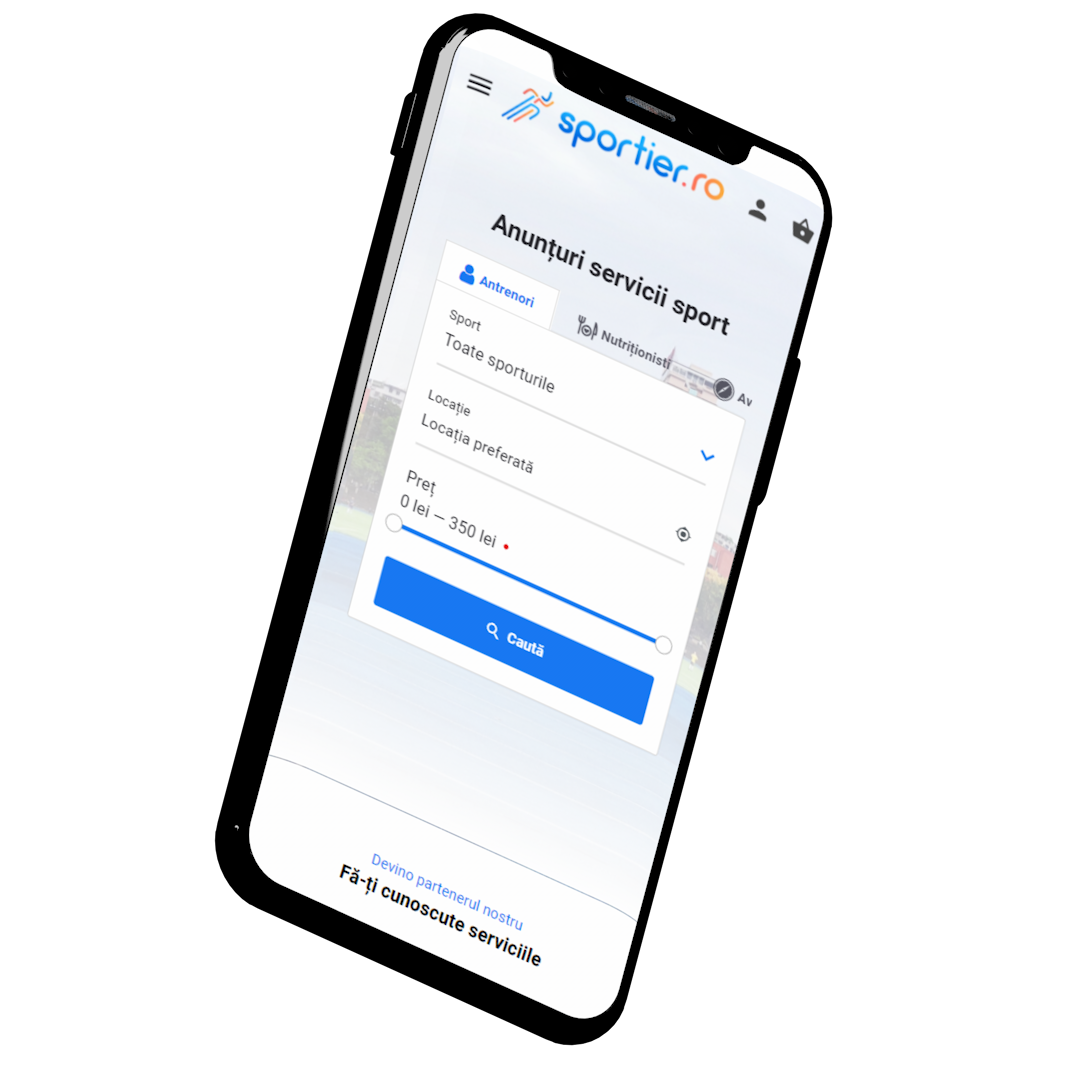 sportier.ro
Anunțuri servicii sport
Antrenori
Nutriționisti
Av
Sport
Toate sporturile
Locație
Locația preferată
Preț
0 lei – 350 lei
Caută
Devino partenerul nostru
Fă-ți cunoscute serviciile